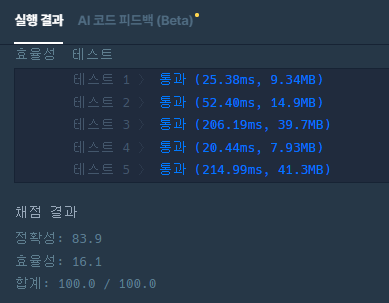 실행 결과 AI 코드 피드백 (Beta)
효율성 테스트
테스트 1 〉 통과 (25.38ms, 9.34MB)
테스트 2 〉 통과 (52.40ms, 14.9MB)
테스트 3 〉 통과 (206.19ms, 39.7MB)
테스트 4 〉 통과 (20.44ms, 7.93MB)
테스트 5 〉 통과 (214.99ms, 41.3MB)
채점 결과
정확성: 83.9
효율성: 16.1
합계: 100.0 / 100.0